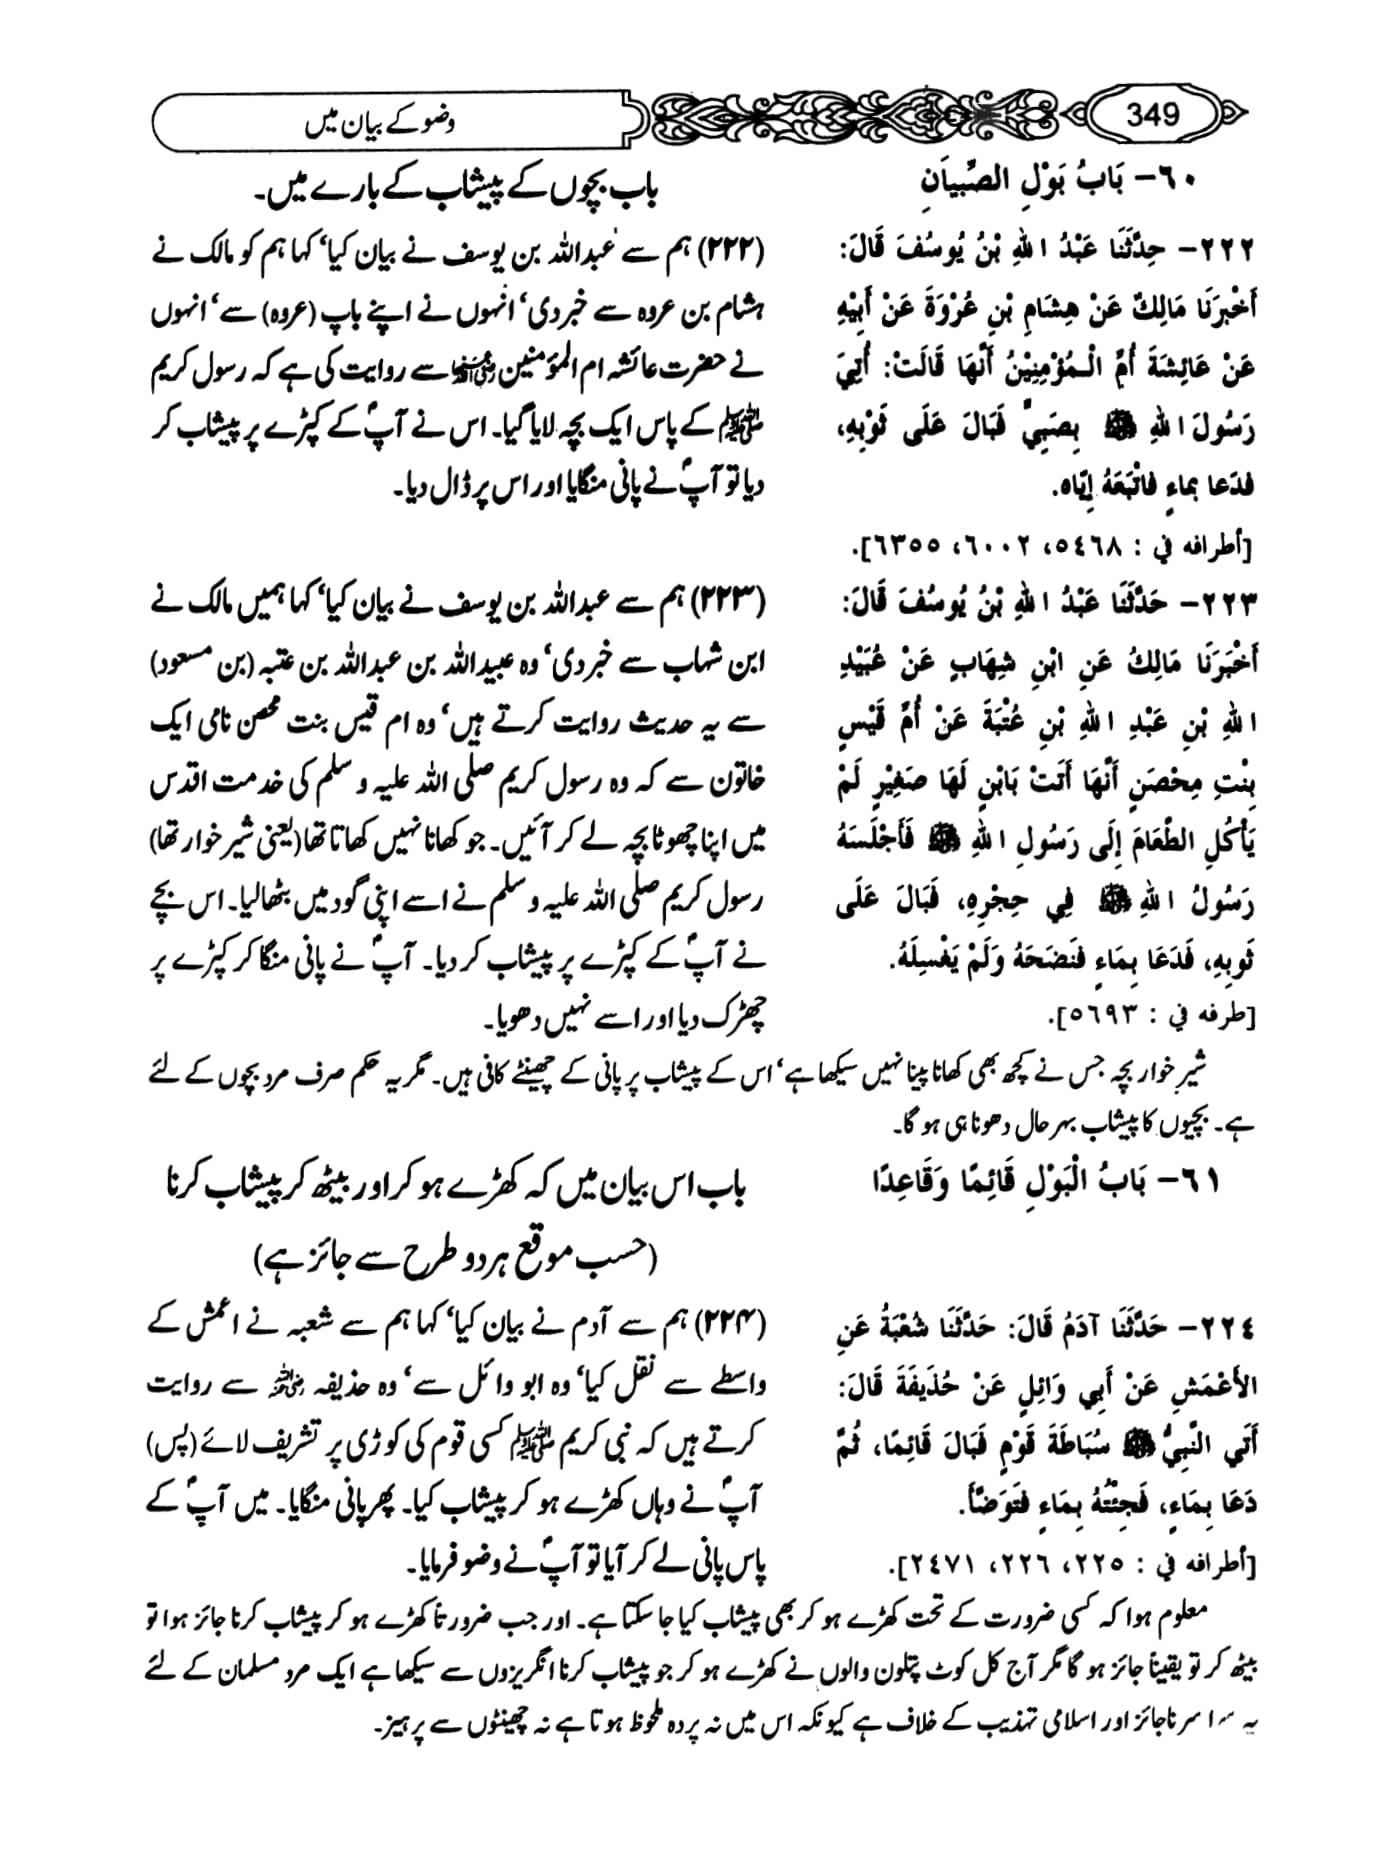 349
وضو کے بیان میں
٦٠- بَابُ بَوْلِ الصِّبيَانِ
٢٢٢- حدَّثَنَا عَبْدُ اللهِ بْنُ يُوسُفَ قَالَ:
أَخْبَرَنَا مَالِكٌ عَنْ هِشَامِ بْنِ عُرْوَةَ عَنْ أَبِيْهِ
عَنْ عَائِشَةَ أُمِّ الْـمُؤْمِنِيْنُ أَنَّهَا قَالَتْ: أُتِيَ
رَسُولَ اللهِ ﷺ بِصَبِيٍّ فَبَالَ عَلَى ثَوْبِهِ،
فدَعَا بماءٍ فأتْبَعَهُ إِيَّاه.
[أطرافه في : ٥٤٦٨، ٦٠٠٢، ٦٣٥٥].
٢٢٣- حَدَّثَنَا عَبْدُ اللهِ بْنُ يُوسُفَ قَالَ:
أَخْبَرَنَا مَالِكُ عَنِ ابْنِ شِهَابٍ عَنْ عُبَيْدِ
اللهِ بْنِ عَبْدِ اللهِ بْنِ عُتْبَةَ عَنْ أُمِّ قَيْسٍ
بِنْتِ مِحْصَنٍ أَنَّهَا أَتَتْ بَابْنٍ لَهَا صَغِيْرٍ لَمْ
يَأْكُلِ الطَّعَامَ إِلَى رَسُولِ اللهِ ﷺ فَأَجْلَسَهُ
رَسُولُ اللهِ ﷺ فِي حِجْرِهِ، فَبَالَ عَلَى
ثَوبِهِ، فَدَعَا بِمَاءٍ فنَضَحَهُ وَلَمْ يَغْسِلْهُ.
[طرفه في : ٥٦٩٣].
باب بچوں کے پیشاب کے بارے میں۔
(۲۲۲) ہم سے عبداللہ بن یوسف نے بیان کیا‘ کہا ہم کو مالک نے
ہشام بن عروہ سے خبر دی‘ انہوں نے اپنے باپ (عروہ) سے‘ انہوں
نے حضرت عائشہ ام المؤمنین رضی اللہ عنہا سے روایت کی ہے کہ رسول کریم
ﷺ کے پاس ایک بچہ لایا گیا۔ اس نے آپؐ کے کپڑے پر پیشاب کر
دیا تو آپؐ نے پانی منگایا اور اس پر ڈال دیا۔
(۲۲۳) ہم سے عبداللہ بن یوسف نے بیان کیا‘ کہا ہمیں مالک نے
ابن شہاب سے خبر دی‘ وہ عبیداللہ بن عبداللہ بن عتبہ (بن مسعود)
سے یہ حدیث روایت کرتے ہیں‘ وہ ام قیس بنت محصن نامی ایک
خاتون سے کہ وہ رسول کریم صلی اللہ علیہ و سلم کی خدمت اقدس
میں اپنا چھوٹا بچہ لے کر آئیں۔ جو کھانا نہیں کھاتا تھا (یعنی شیر خوار تھا)
رسول کریم صلی اللہ علیہ و سلم نے اسے اپنی گود میں بٹھالیا۔ اس بچے
نے آپؐ کے کپڑے پر پیشاب کر دیا۔ آپؐ نے پانی منگا کر کپڑے پر
چھڑک دیا اور اسے نہیں دھویا۔
شیر خوار بچہ جس نے کچھ بھی کھانا پینا نہیں سیکھا ہے‘ اس کے پیشاب پر پانی کے چھینٹے کافی ہیں۔ مگر یہ حکم صرف مرد بچوں کے لئے
ہے۔ بچیوں کا پیشاب بہر حال دھونا ہی ہو گا۔
٦١- بَابُ الْبَوْلِ قَائِمًا وَقَاعِدًا
٢٢٤- حَدَّثَنَا آدَمُ قَالَ: حَدَّثَنَا شُعْبَةُ عَنِ
الأَعْمَشِ عَنْ أَبِي وَائِلٍ عَنْ حُذَيفَةَ قَالَ:
أَتَى النَّبِيُّ ﷺ سُبَاطَةَ قَوْمٍ فَبَالَ قَائِمًا، ثُمَّ
دَعَا بِمَاءٍ، فَجِئْتُهُ بِمَاءٍ فتَوَضَّأَ.
[أطرافه في : ٢٢٥، ٢٢٦، ٢٤٧١].
باب اس بیان میں کہ کھڑے ہو کر اور بیٹھ کر پیشاب کرنا
(حسب موقع ہر دو طرح سے جائز ہے)
(۲۲۴) ہم سے آدم نے بیان کیا‘ کہا ہم سے شعبہ نے اعمش کے
واسطے سے نقل کیا‘ وہ ابو وائل سے‘ وہ حذیفہ رضی اللہ عنہ سے روایت
کرتے ہیں کہ نبی کریم ﷺ کسی قوم کی کوڑی پر تشریف لائے (پس)
آپؐ نے وہاں کھڑے ہو کر پیشاب کیا۔ پھر پانی منگایا۔ میں آپؐ کے
پاس پانی لے کر آیا تو آپؐ نے وضو فرمایا۔
معلوم ہوا کہ کسی ضرورت کے تحت کھڑے ہو کر بھی پیشاب کیا جا سکتا ہے۔ اور جب ضرورتاً کھڑے ہو کر پیشاب کرنا جائز ہوا تو
بیٹھ کر تو یقیناً جائز ہو گا مگر آج کل کوٹ پتلون والوں نے کھڑے ہو کر جو پیشاب کرنا انگریزوں سے سیکھا ہے ایک مرد مسلمان کے لئے
ناجائز اور اسلامی تہذیب کے خلاف ہے کیونکہ اس میں نہ پردہ ملحوظ ہوتا ہے نہ چھینٹوں سے پرہیز۔